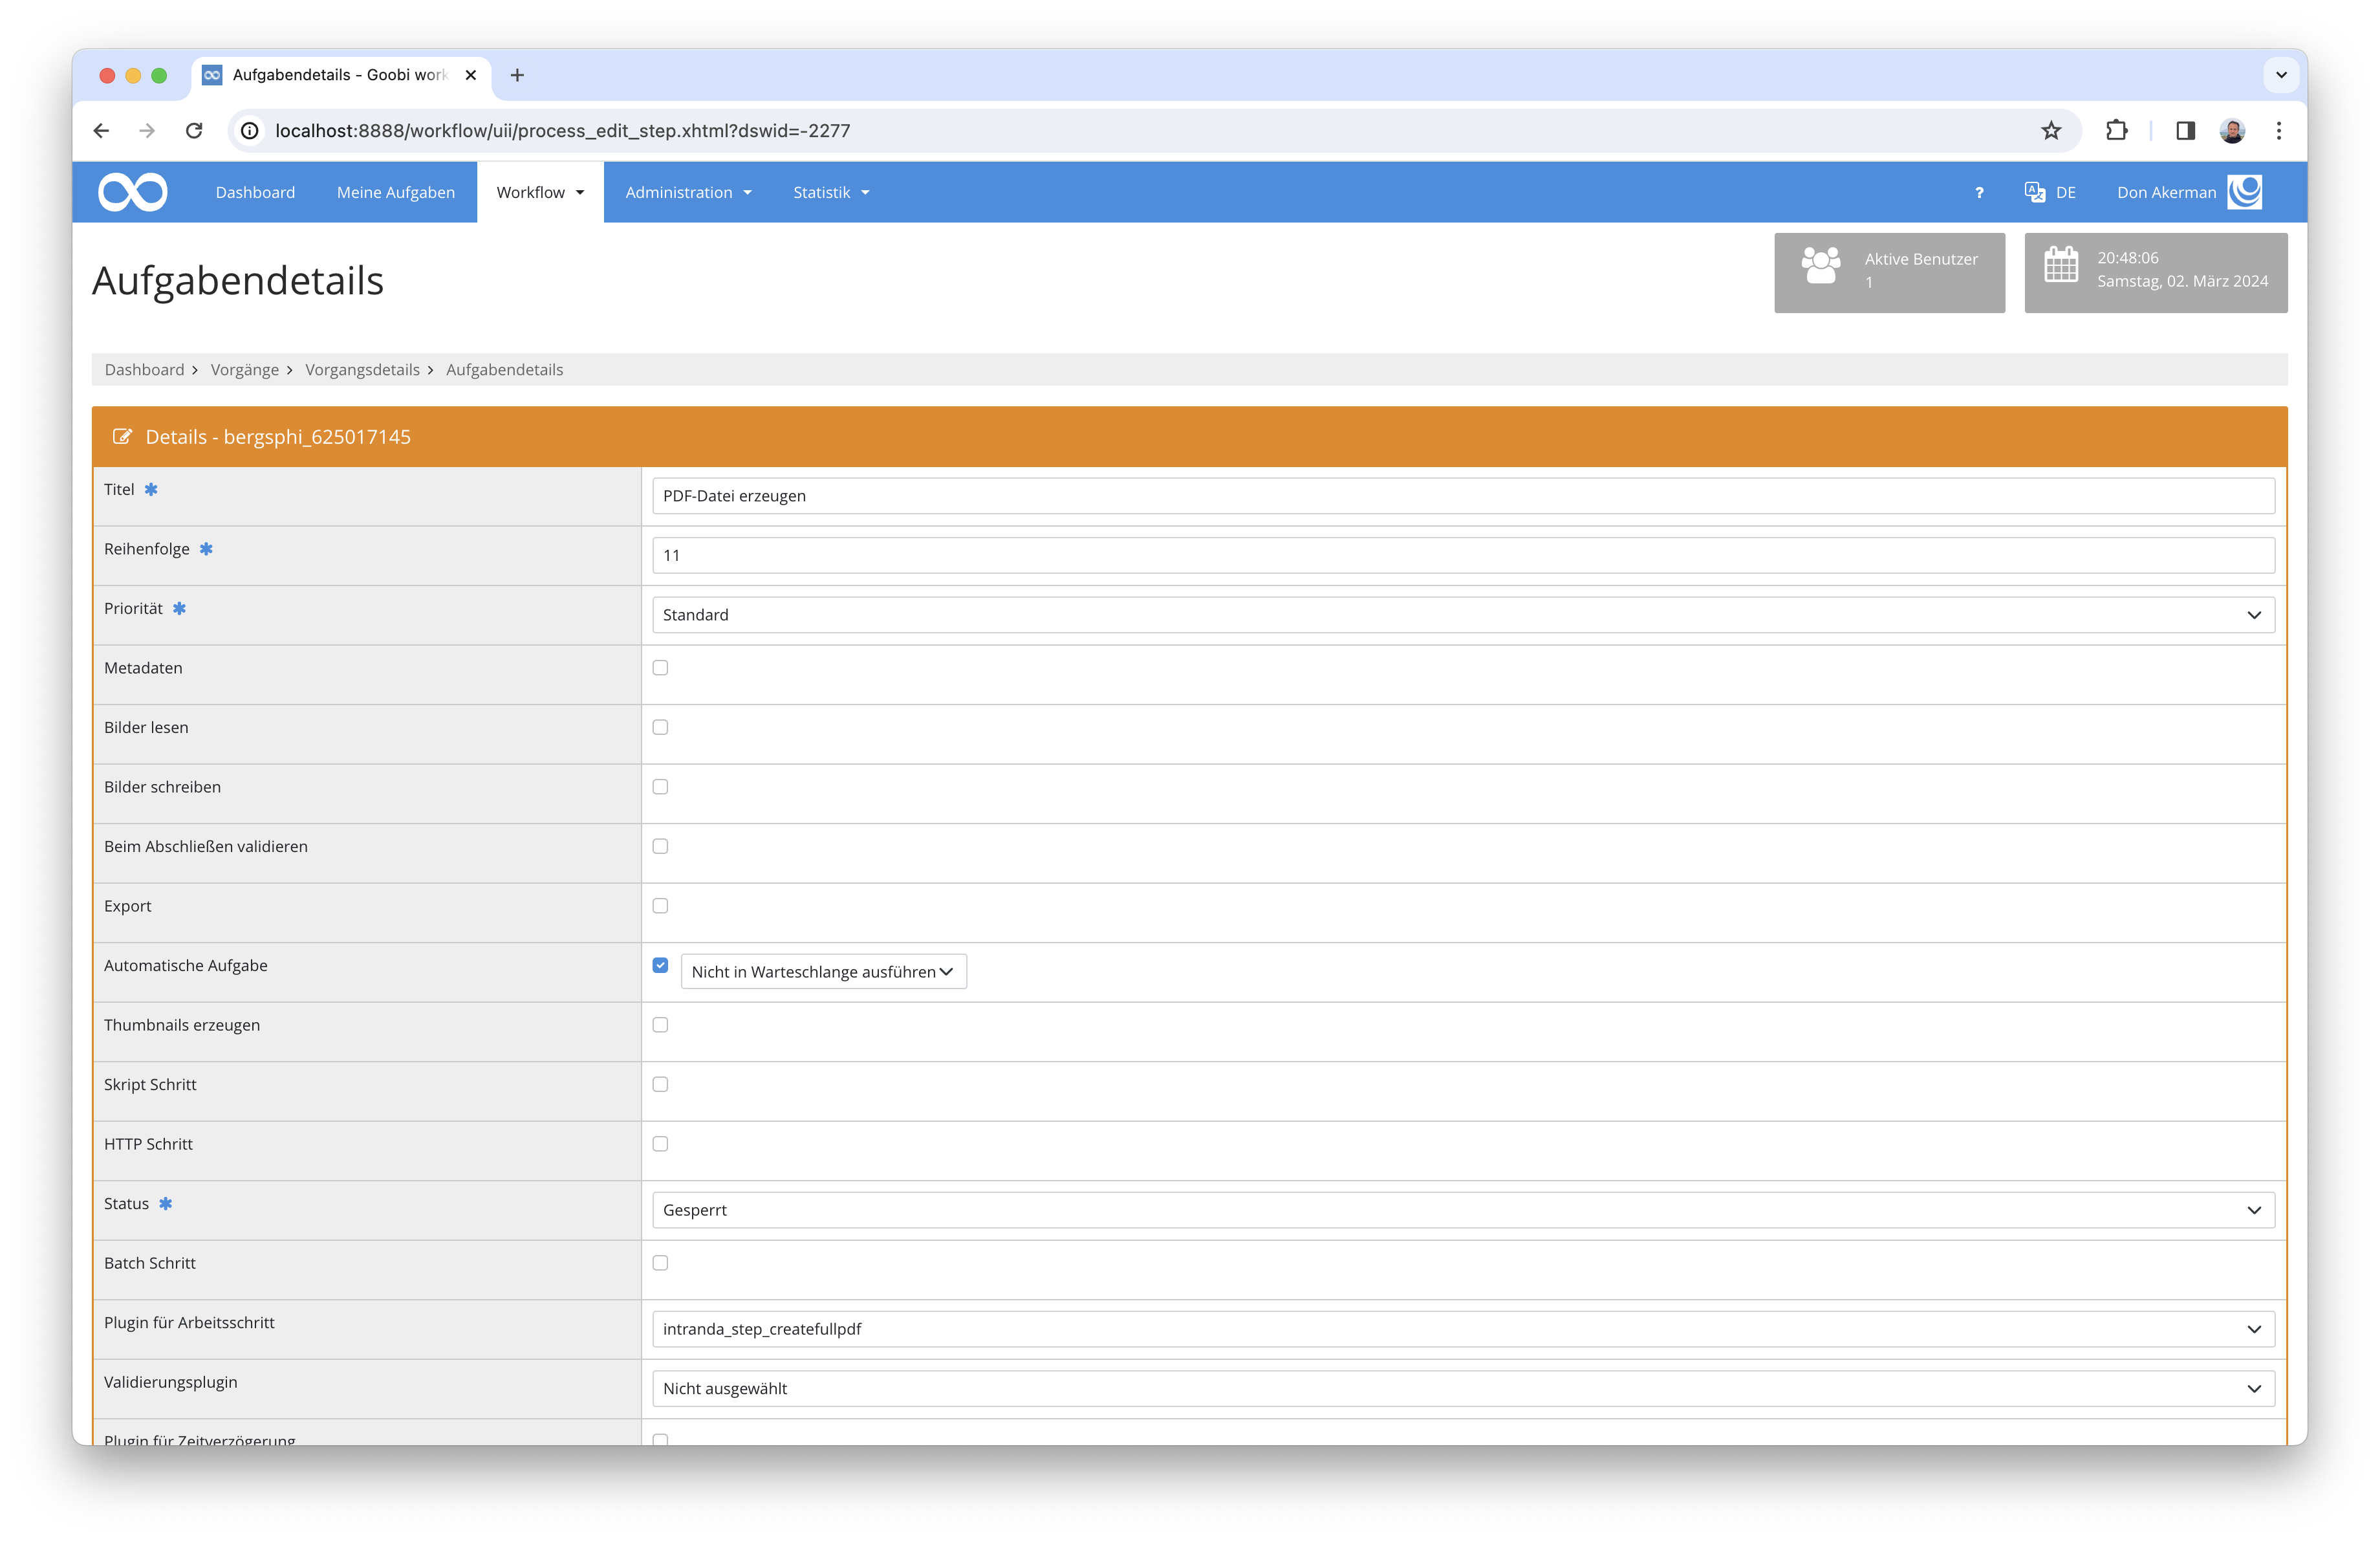 Aufgabendetails - Goobi work
localhost:8888/workflow/uii/process_edit_step.xhtml?dswid=-2277
Dashboard Meine Aufgaben Workflow Administration Statistik ? DE Don Akerman
Aufgabendetails
Aktive Benutzer
1
20:48:06
Samstag, 02. März 2024
Dashboard > Vorgänge > Vorgangsdetails > Aufgabendetails
Details - bergsphi_625017145
Titel ✱ PDF-Datei erzeugen
Reihenfolge ✱ 11
Priorität ✱ Standard
Metadaten
Bilder lesen
Bilder schreiben
Beim Abschließen validieren
Export
Automatische Aufgabe Nicht in Warteschlange ausführen
Thumbnails erzeugen
Skript Schritt
HTTP Schritt
Status ✱ Gesperrt
Batch Schritt
Plugin für Arbeitsschritt intranda_step_createfullpdf
Validierungsplugin Nicht ausgewählt
Plugin für Zeitverzögerung